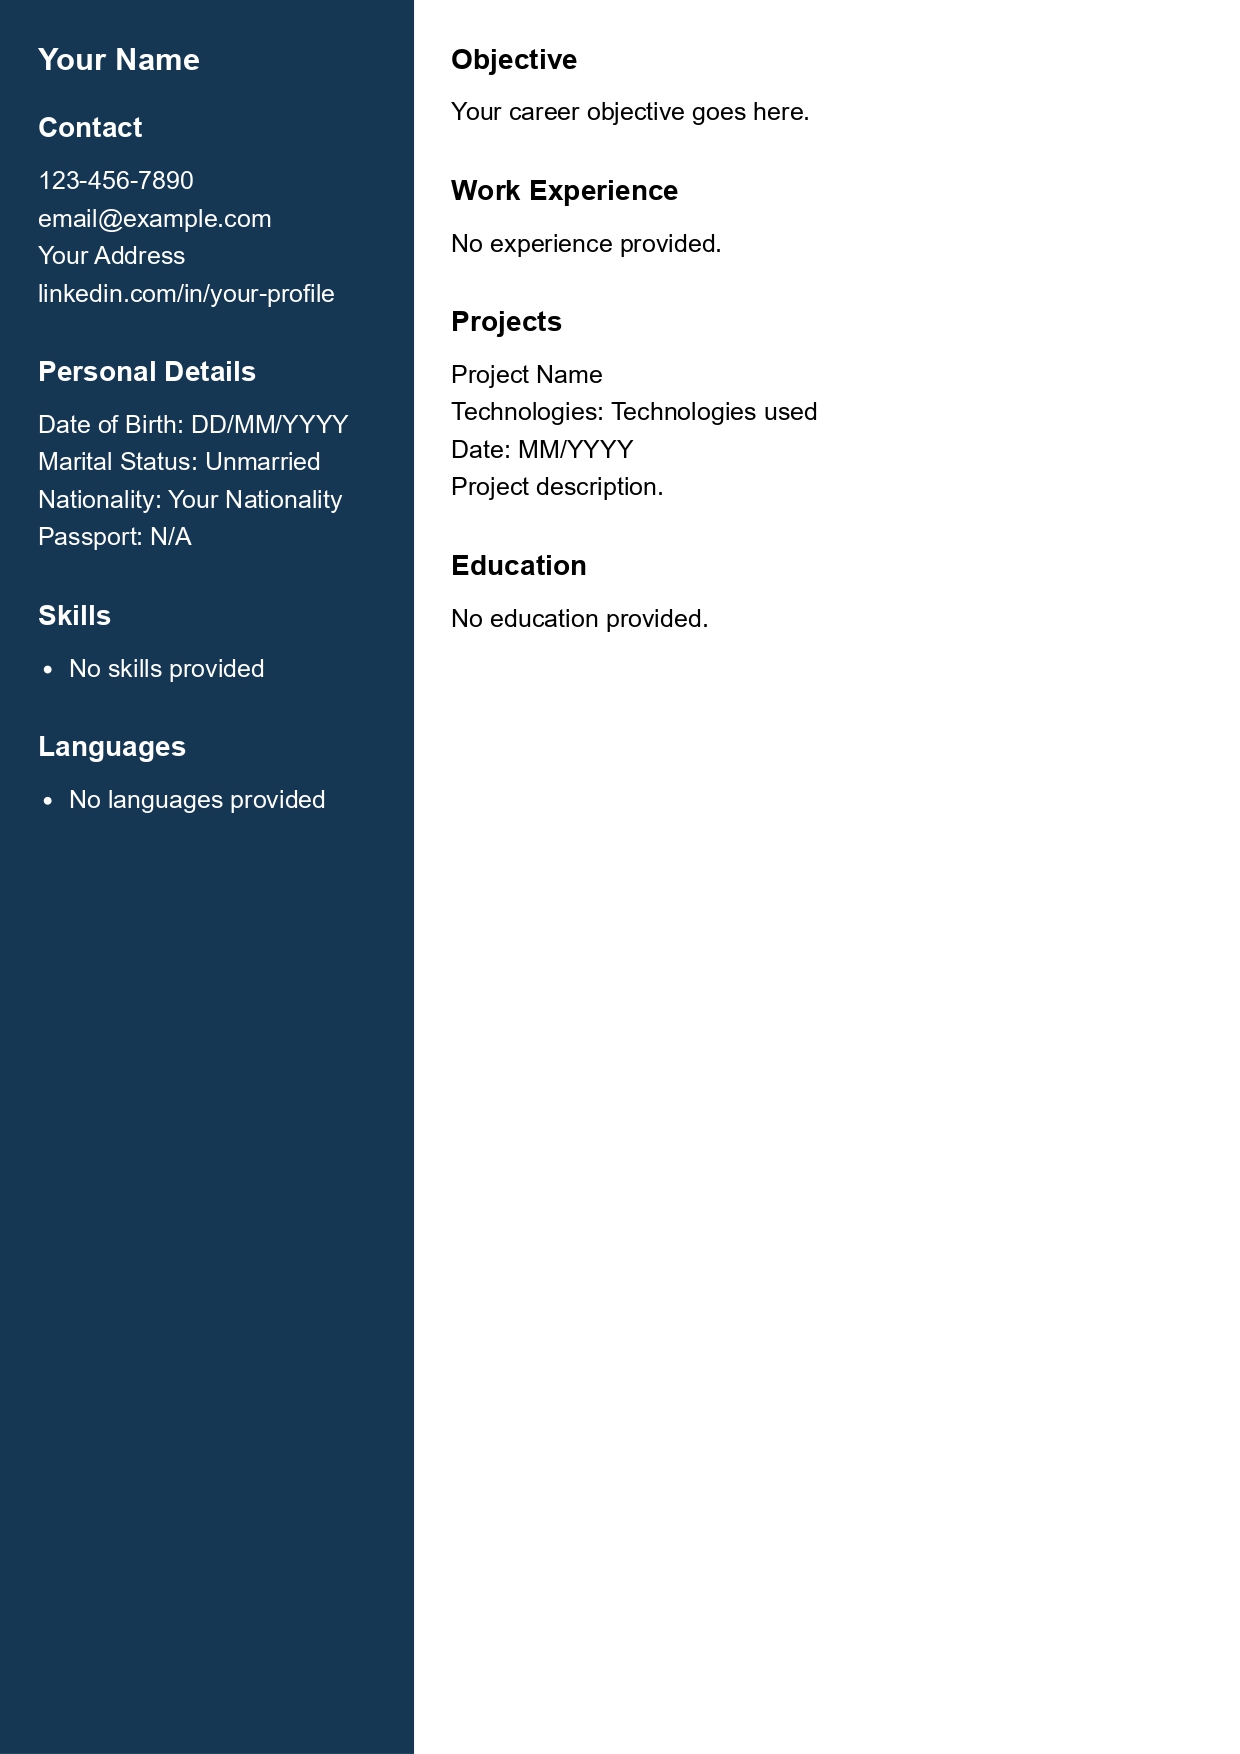 Your Name
Contact
123-456-7890
email@example.com
Your Address
linkedin.com/in/your-profile
Personal Details
Date of Birth: DD/MM/YYYY
Marital Status: Unmarried
Nationality: Your Nationality
Passport: N/A
Skills
• No skills provided
Languages
• No languages provided
Objective
Your career objective goes here.
Work Experience
No experience provided.
Projects
Project Name
Technologies: Technologies used
Date: MM/YYYY
Project description.
Education
No education provided.